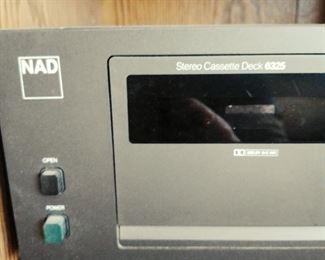 NAD
Stereo Cassette Deck 6325
OPEN
POWER